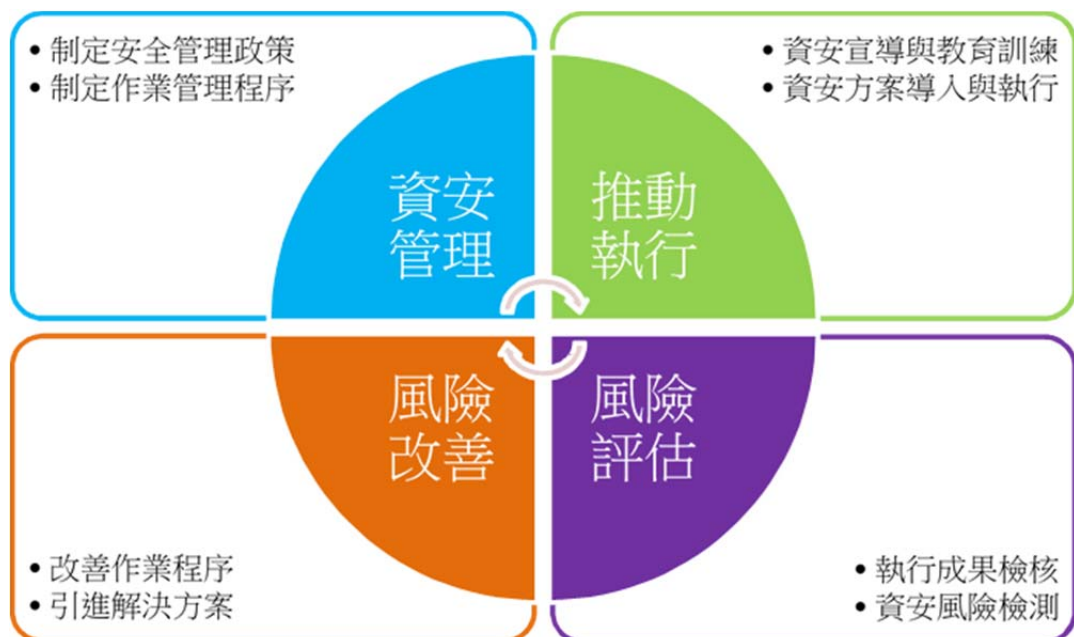 • 制定安全管理政策
• 制定作業管理程序
• 資安宣導與教育訓練
• 資安方案導入與執行
資安
管理
推動
執行
風險
改善
風險
評估
• 改善作業程序
• 引進解決方案
• 執行成果檢核
• 資安風險檢測